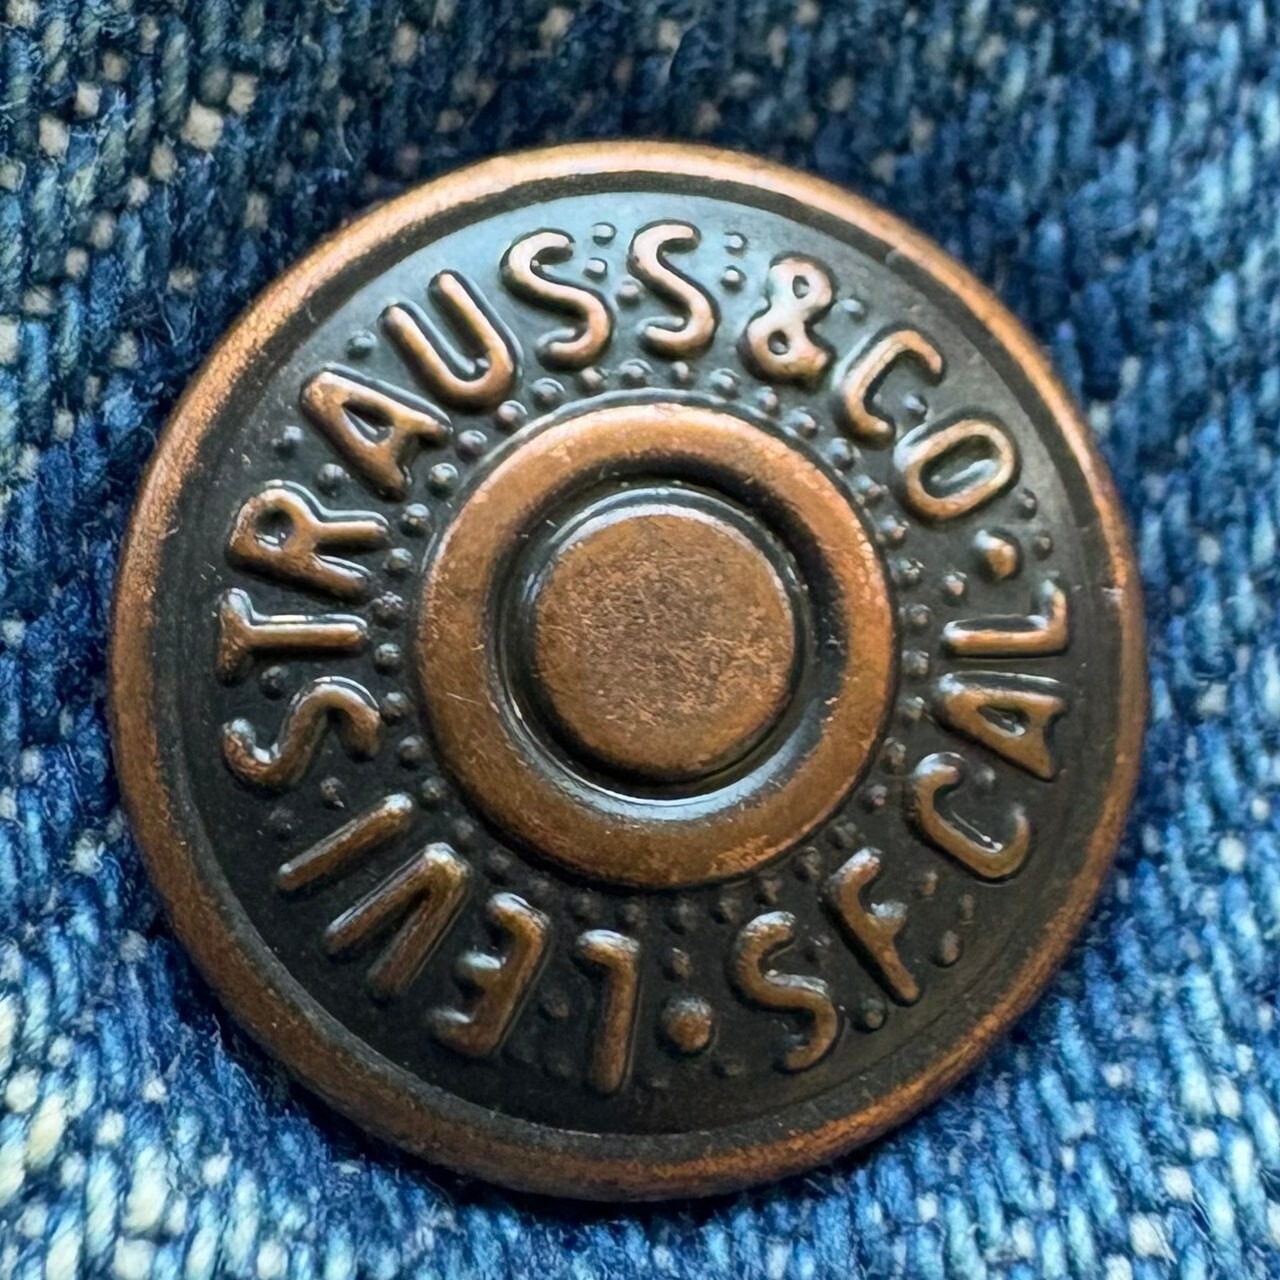 LEVI STRAUSS & CO. S.F. CAL.